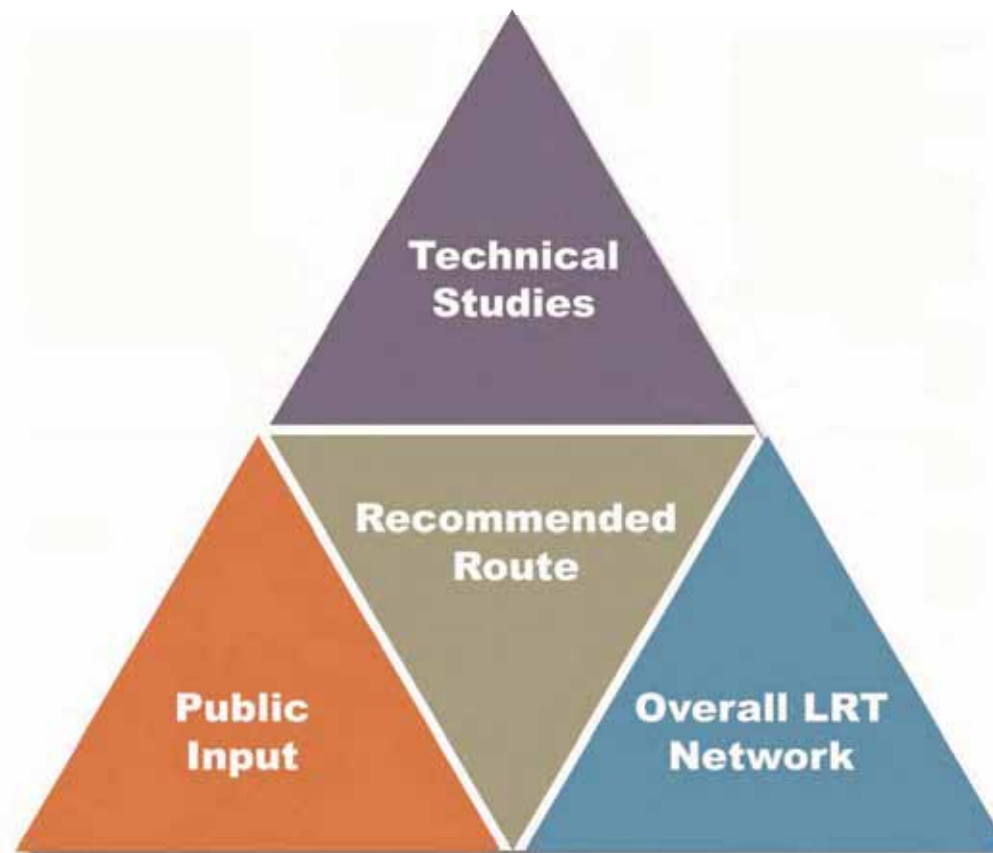 Technical
Studies
Recommended
Route
Public
Input
Overall LRT
Network